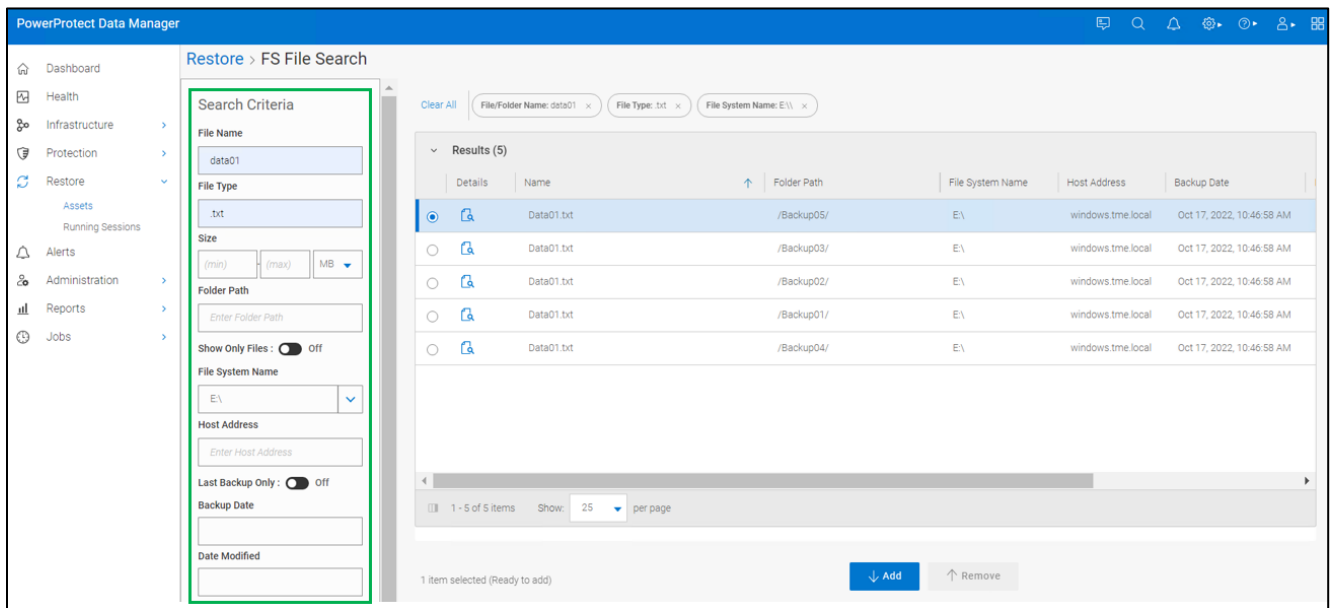 PowerProtect Data Manager
Dashboard
Health
Infrastructure
Protection
Restore
Assets
Running Sessions
Alerts
Administration
Reports
Jobs
Restore > FS File Search
Search Criteria
File Name
data01
File Type
.txt
Size
(min) - (max) MB
Folder Path
Enter Folder Path
Show Only Files : Off
File System Name
E:\
Host Address
Enter Host Address
Last Backup Only : Off
Backup Date
Date Modified
Clear All File/Folder Name: data01 × File Type: .txt × File System Name: E:\\ ×
Results (5)
Details Name Folder Path File System Name Host Address Backup Date
Data01.txt /Backup05/ E:\ windows.tme.local Oct 17, 2022, 10:46:58 AM
Data01.txt /Backup03/ E:\ windows.tme.local Oct 17, 2022, 10:46:58 AM
Data01.txt /Backup02/ E:\ windows.tme.local Oct 17, 2022, 10:46:58 AM
Data01.txt /Backup01/ E:\ windows.tme.local Oct 17, 2022, 10:46:58 AM
Data01.txt /Backup04/ E:\ windows.tme.local Oct 17, 2022, 10:46:58 AM
1 - 5 of 5 items Show: 25 per page
1 item selected (Ready to add) Add Remove